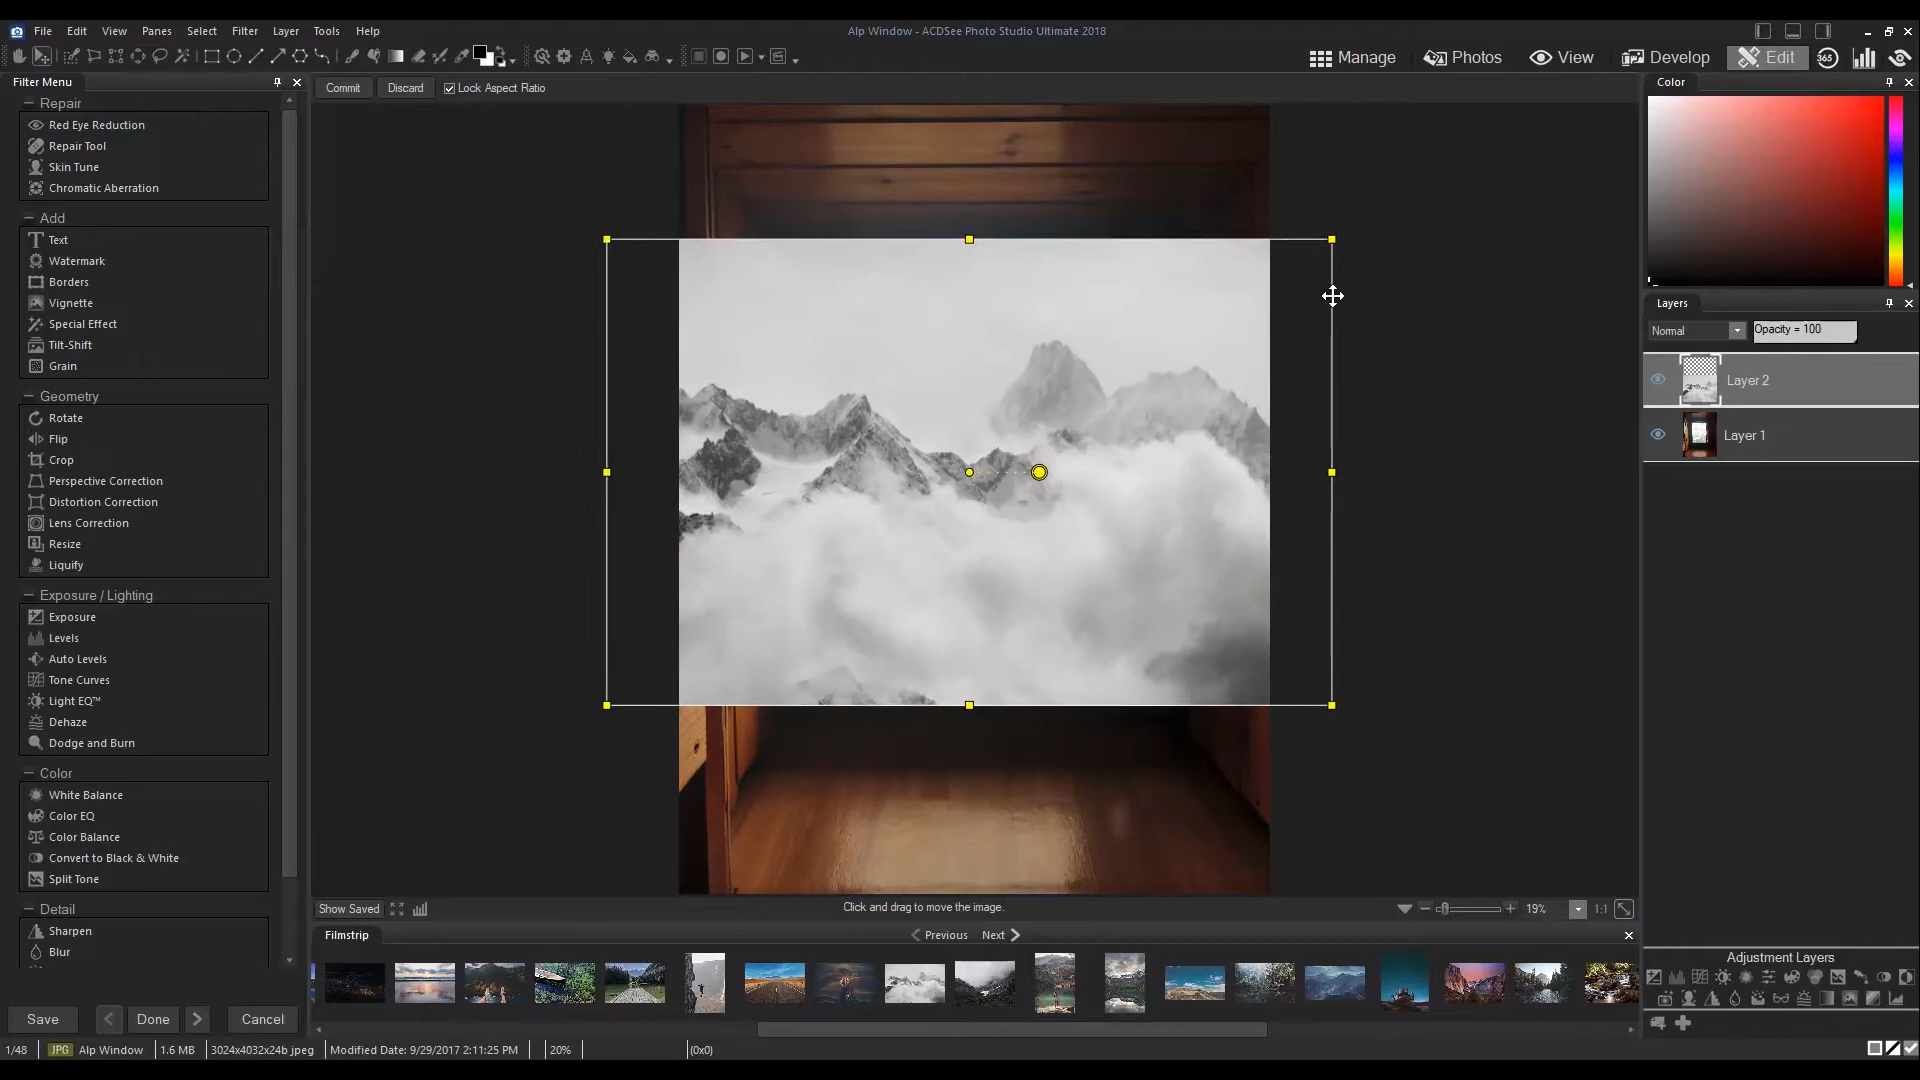 File Edit View Panes Select Filter Layer Tools Help
Alp Window - ACDSee Photo Studio Ultimate 2018
Manage Photos View Develop Edit 365
Filter Menu
Repair
Red Eye Reduction
Repair Tool
Skin Tune
Chromatic Aberration
Add
Text
Watermark
Borders
Vignette
Special Effect
Tilt-Shift
Grain
Geometry
Rotate
Flip
Crop
Perspective Correction
Distortion Correction
Lens Correction
Resize
Liquify
Exposure / Lighting
Exposure
Levels
Auto Levels
Tone Curves
Light EQ™
Dehaze
Dodge and Burn
Color
White Balance
Color EQ
Color Balance
Convert to Black & White
Split Tone
Detail
Sharpen
Blur
Save Done Cancel
Commit Discard Lock Aspect Ratio
Show Saved
Click and drag to move the image.
19% 1:1
Filmstrip
Previous Next
Color
Layers
Normal Opacity = 100
Layer 2
Layer 1
Adjustment Layers
1/48 JPG Alp Window 1.6 MB 3024x4032x24b jpeg Modified Date: 9/29/2017 2:11:25 PM 20% (0x0)